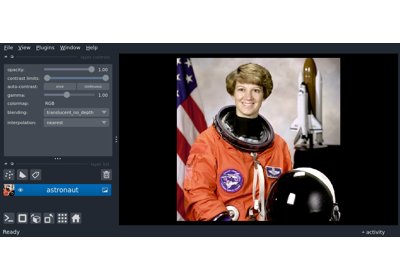 File View Plugins Window Help
opacity: 1.00
contrast limits:
auto-contrast: once continuous
gamma: 1.00
colormap: RGB
blending: translucent_no_depth
interpolation: nearest
astronaut
Ready
activity